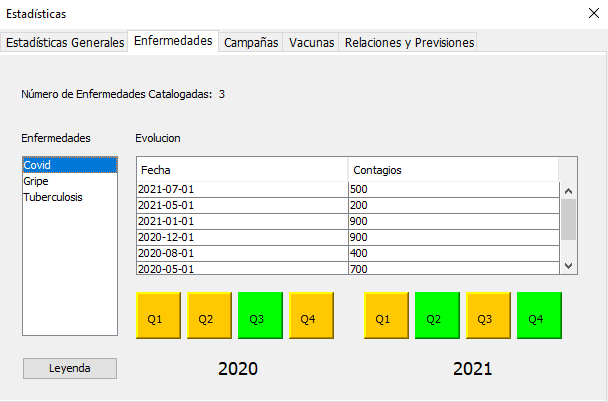 Estadísticas
Estadísticas Generales Enfermedades Campañas Vacunas Relaciones y Previsiones
Número de Enfermedades Catalogadas: 3
Enfermedades Evolucion
Covid
Gripe
Tuberculosis
Fecha Contagios
2021-07-01 500
2021-05-01 200
2021-01-01 900
2020-12-01 900
2020-08-01 400
2020-05-01 700
Q1 Q2 Q3 Q4 Q1 Q2 Q3 Q4
Leyenda 2020 2021